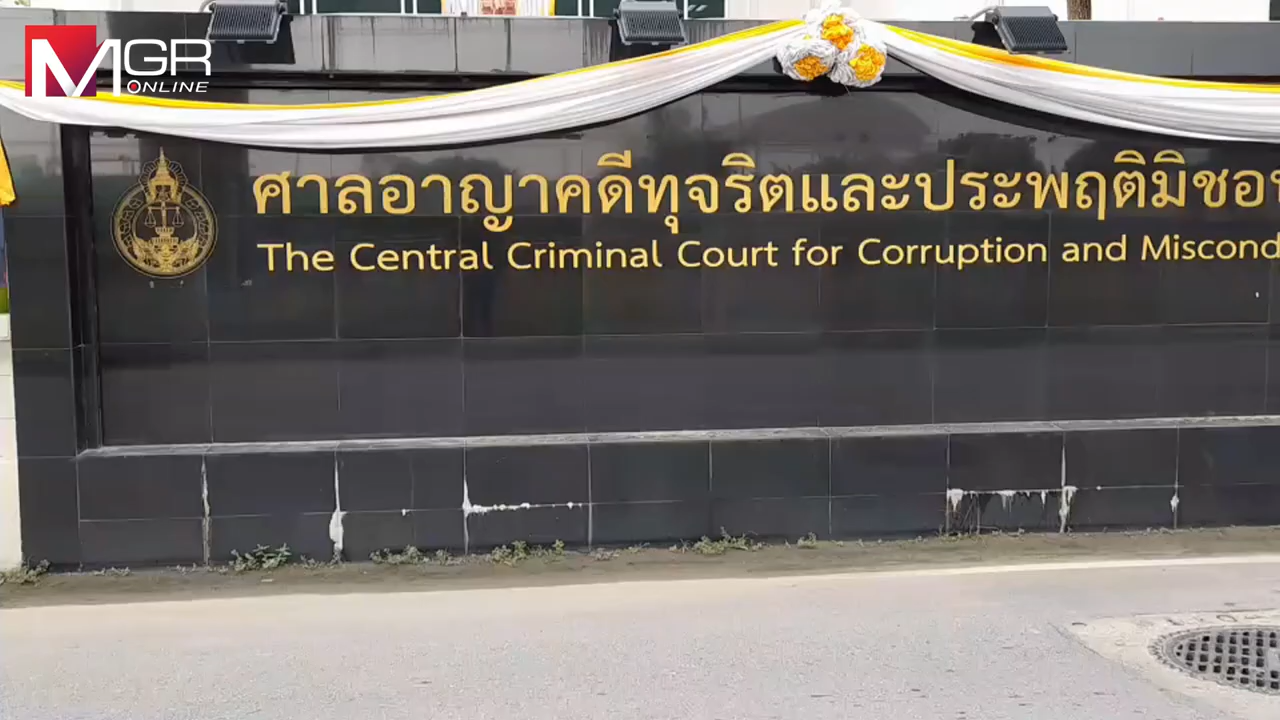 MGR
ONLINE
ศาลอาญาคดีทุจริตและประพฤติมิชอ
The Central Criminal Court for Corruption and Miscond